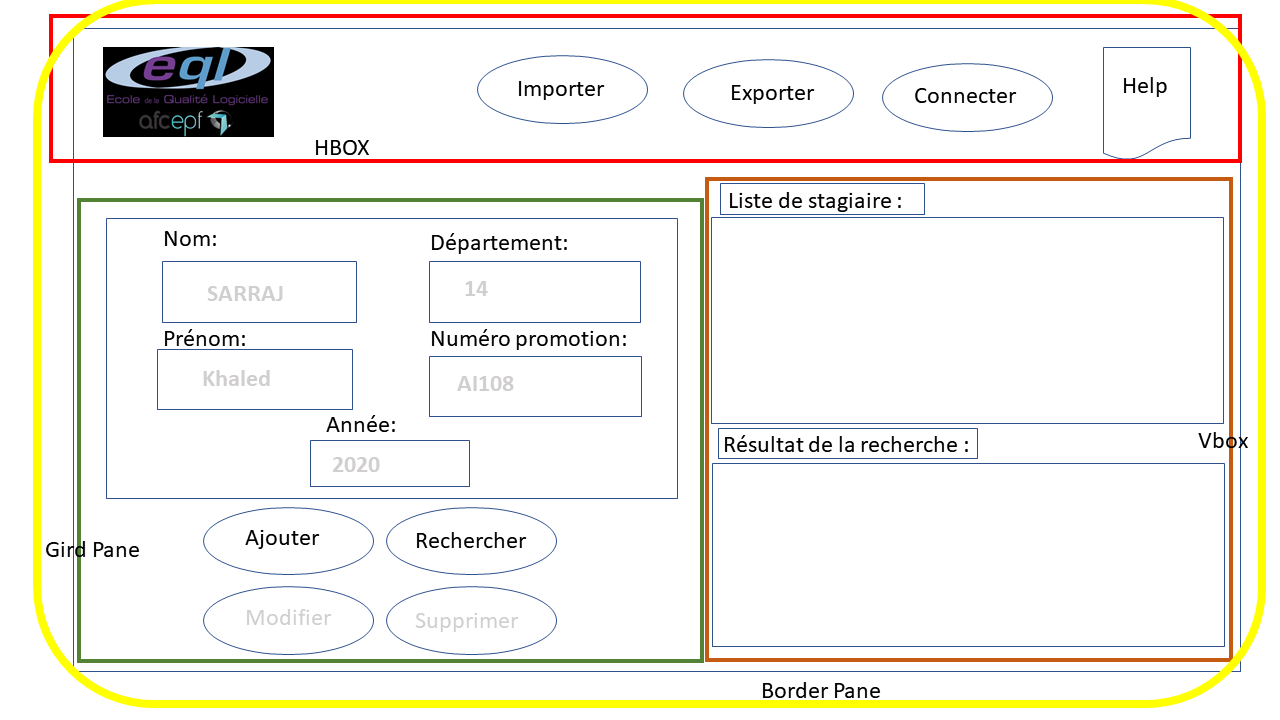 eql
Ecole de la Qualité Logicielle
afcepf
Importer
Exporter
Connecter
Help
HBOX
Nom:
Département:
SARRAJ
14
Prénom:
Numéro promotion:
Khaled
AI108
Année:
2020
Ajouter
Rechercher
Modifier
Supprimer
Gird Pane
Liste de stagiaire :
Résultat de la recherche :
Vbox
Border Pane